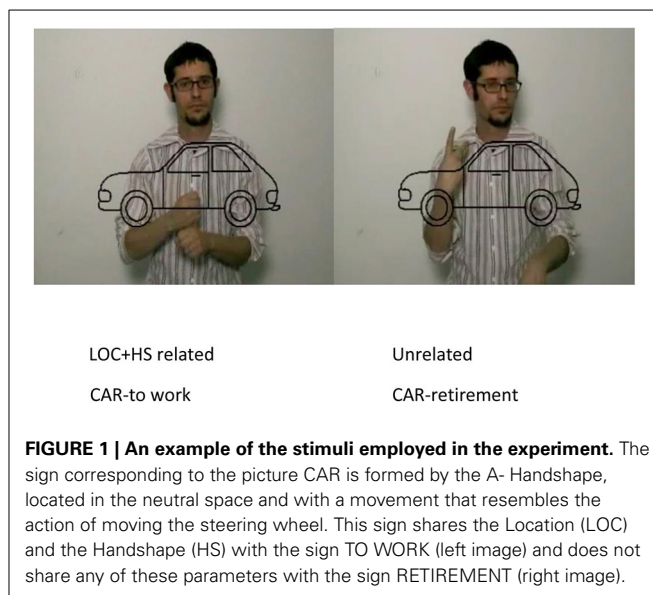 LOC+HS related
Unrelated
CAR-to work
CAR-retirement
FIGURE 1 | An example of the stimuli employed in the experiment. The
sign corresponding to the picture CAR is formed by the A- Handshape,
located in the neutral space and with a movement that resembles the
action of moving the steering wheel. This sign shares the Location (LOC)
and the Handshape (HS) with the sign TO WORK (left image) and does not
share any of these parameters with the sign RETIREMENT (right image).